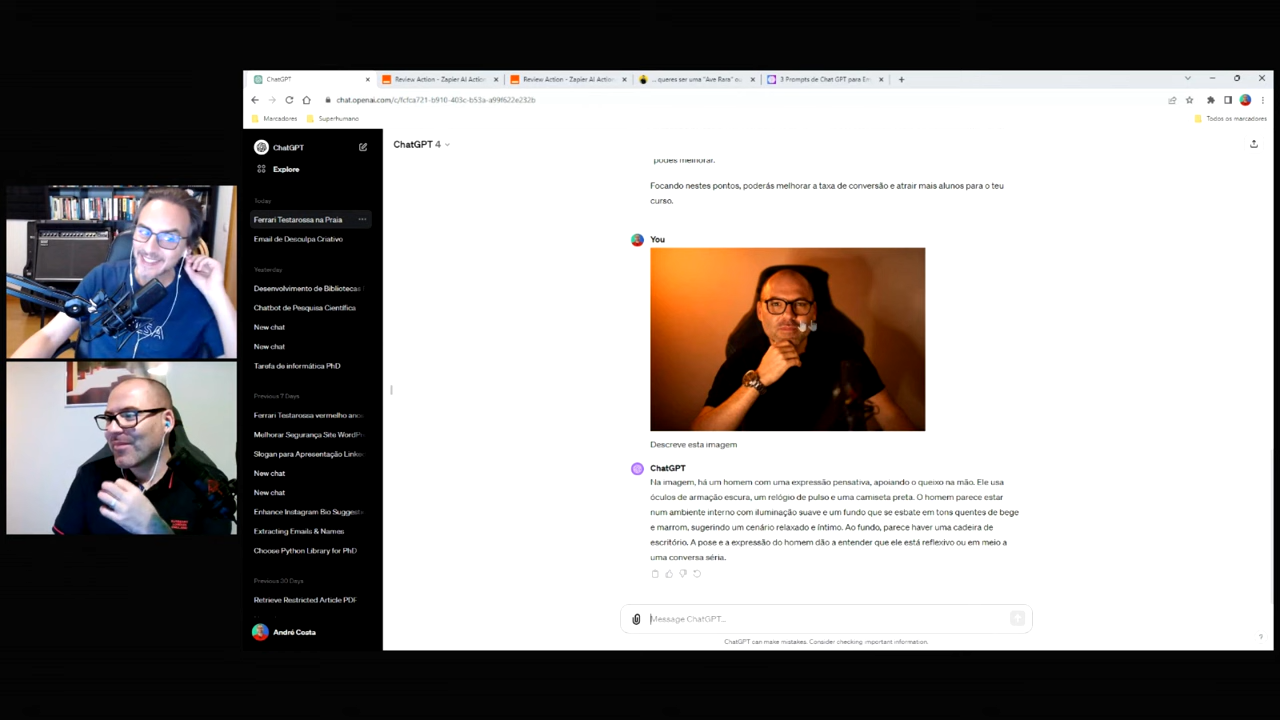 ChatGPT
Review Action - Zapier AI Action
Review Action - Zapier AI Action
... queres ser uma "Ave Rara" ou
3 Prompts de Chat GPT para En
chat.openai.com/c/fcfca721-b910-403c-b53a-a99f622e232b
Marcadores
Superhumano
Todos os marcadores
ChatGPT
Explore
Today
Ferrari Testarossa na Praia
Email de Desculpa Criativo
Yesterday
Desenvolvimento de Bibliotecas
Chatbot de Pesquisa Científica
New chat
New chat
Tarefa de informática PhD
Previous 7 Days
Ferrari Testarossa vermelho ano
Melhorar Segurança Site WordPr
Slogan para Apresentação Linke
New chat
New chat
Enhance Instagram Bio Suggest
Extracting Emails & Names
Choose Python Library for PhD
Previous 30 Days
Retrieve Restricted Article PDF
André Costa
ChatGPT 4
podes melhorar.
Focando nestes pontos, poderás melhorar a taxa de conversão e atrair mais alunos para o teu
curso.
You
Descreve esta imagem
ChatGPT
Na imagem, há um homem com uma expressão pensativa, apoiando o queixo na mão. Ele usa
óculos de armação escura, um relógio de pulso e uma camiseta preta. O homem parece estar
num ambiente interno com iluminação suave e um fundo que se esbate em tons quentes de bege
e marrom, sugerindo um cenário relaxado e íntimo. Ao fundo, parece haver uma cadeira de
escritório. A pose e a expressão do homem dão a entender que ele está reflexivo ou em meio a
uma conversa séria.
Message ChatGPT...
ChatGPT can make mistakes. Consider checking important information.
?